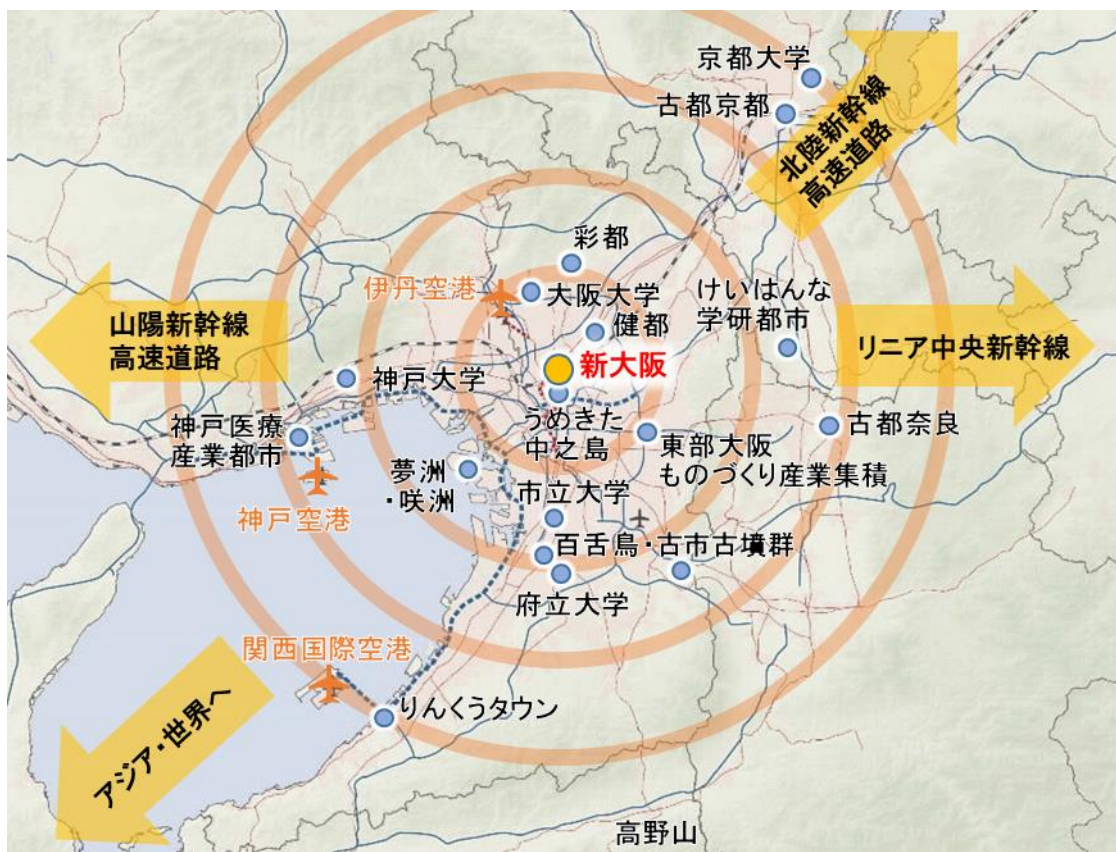 京都大学
古都京都
北陸新幹線
高速道路
彩都
伊丹空港
大阪大学
けいはんな
学研都市
健都
山陽新幹線
高速道路
リニア中央新幹線
新大阪
神戸大学
うめきた
中之島
神戸医療
産業都市
古都奈良
東部大阪
ものづくり産業集積
夢洲
・咲洲
市立大学
神戸空港
百舌鳥・古市古墳群
府立大学
関西国際空港
りんくうタウン
アジア・世界へ
高野山